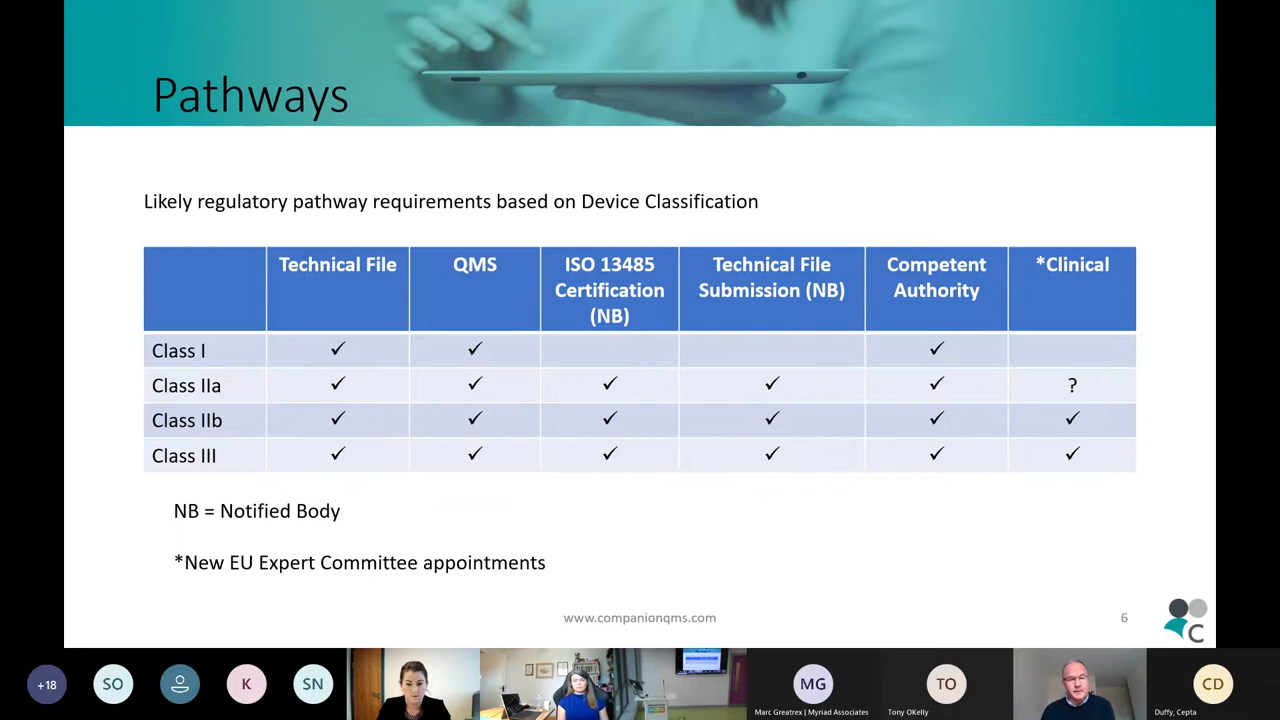 Pathways
Likely regulatory pathway requirements based on Device Classification
Technical File QMS ISO 13485 Certification (NB) Technical File Submission (NB) Competent Authority *Clinical
Class I ✓ ✓ ✓
Class IIa ✓ ✓ ✓ ✓ ✓ ?
Class IIb ✓ ✓ ✓ ✓ ✓ ✓
Class III ✓ ✓ ✓ ✓ ✓ ✓
NB = Notified Body
*New EU Expert Committee appointments
www.companionqms.com 6
C
+18 SO K SN MG TO CD
Marc Greatrex | Myriad Associates Tony OKelly Duffy, Cepta